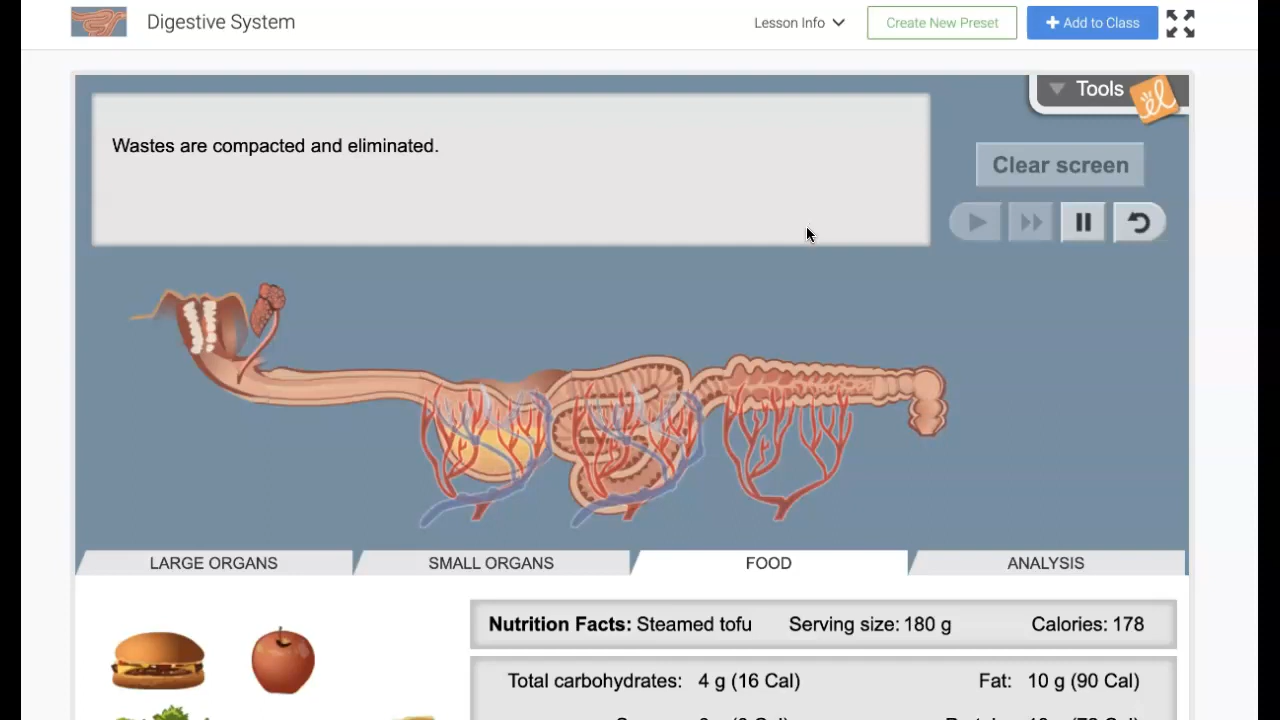 Digestive System
Lesson Info
Create New Preset
+ Add to Class
Tools
Wastes are compacted and eliminated.
Clear screen
LARGE ORGANS
SMALL ORGANS
FOOD
ANALYSIS
Nutrition Facts: Steamed tofu Serving size: 180 g Calories: 178
Total carbohydrates: 4 g (16 Cal) Fat: 10 g (90 Cal)